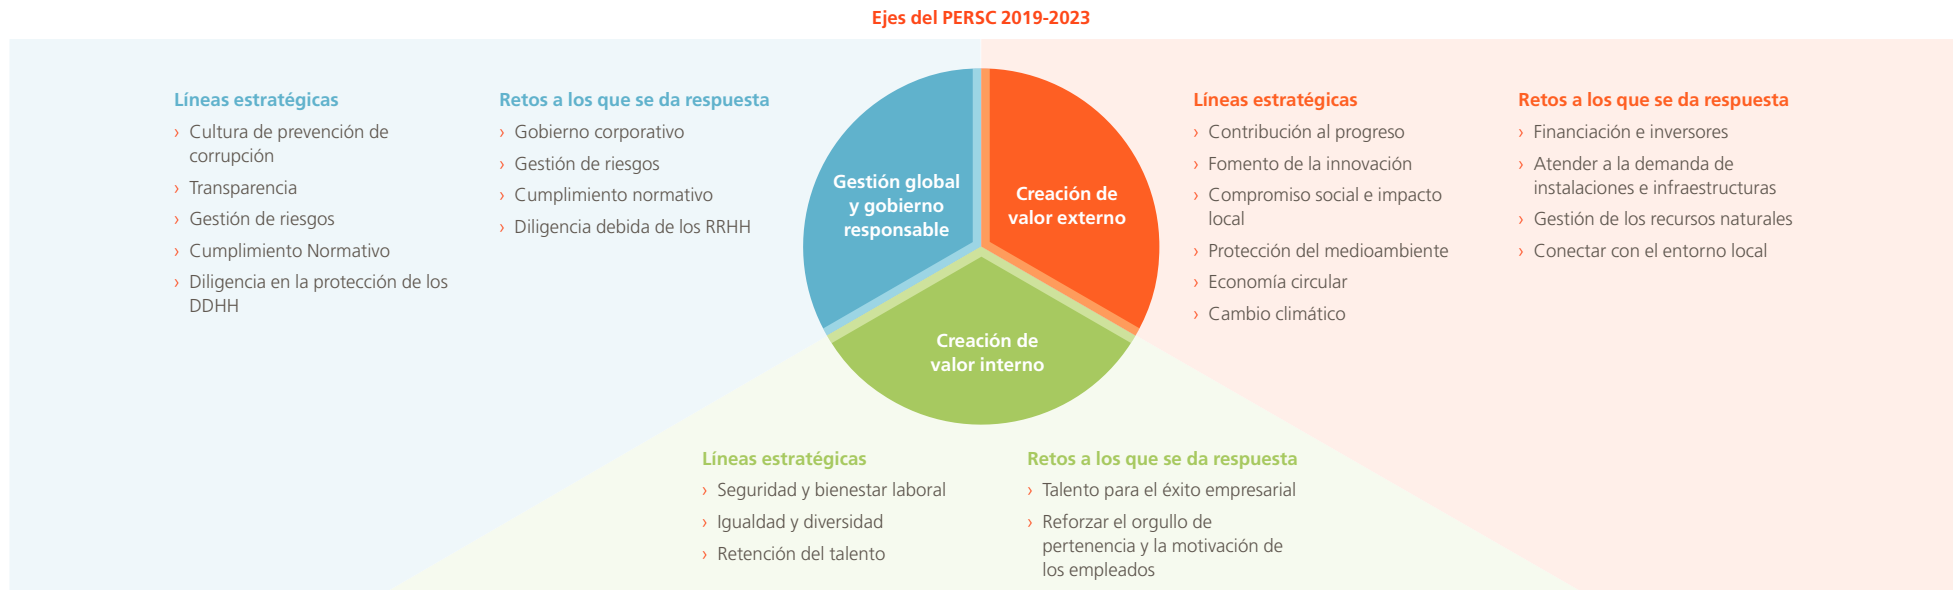 Ejes del PERSC 2019-2023
Líneas estratégicas
› Cultura de prevención de
corrupción
› Transparencia
› Gestión de riesgos
› Cumplimiento Normativo
› Diligencia en la protección de los
DDHH
Retos a los que se da respuesta
› Gobierno corporativo
› Gestión de riesgos
› Cumplimiento normativo
› Diligencia debida de los RRHH
Gestión global
y gobierno
responsable
Creación de
valor externo
Creación de
valor interno
Líneas estratégicas
› Contribución al progreso
› Fomento de la innovación
› Compromiso social e impacto
local
› Protección del medioambiente
› Economía circular
› Cambio climático
Retos a los que se da respuesta
› Financiación e inversores
› Atender a la demanda de
instalaciones e infraestructuras
› Gestión de los recursos naturales
› Conectar con el entorno local
Líneas estratégicas
› Seguridad y bienestar laboral
› Igualdad y diversidad
› Retención del talento
Retos a los que se da respuesta
› Talento para el éxito empresarial
› Reforzar el orgullo de
pertenencia y la motivación de
los empleados